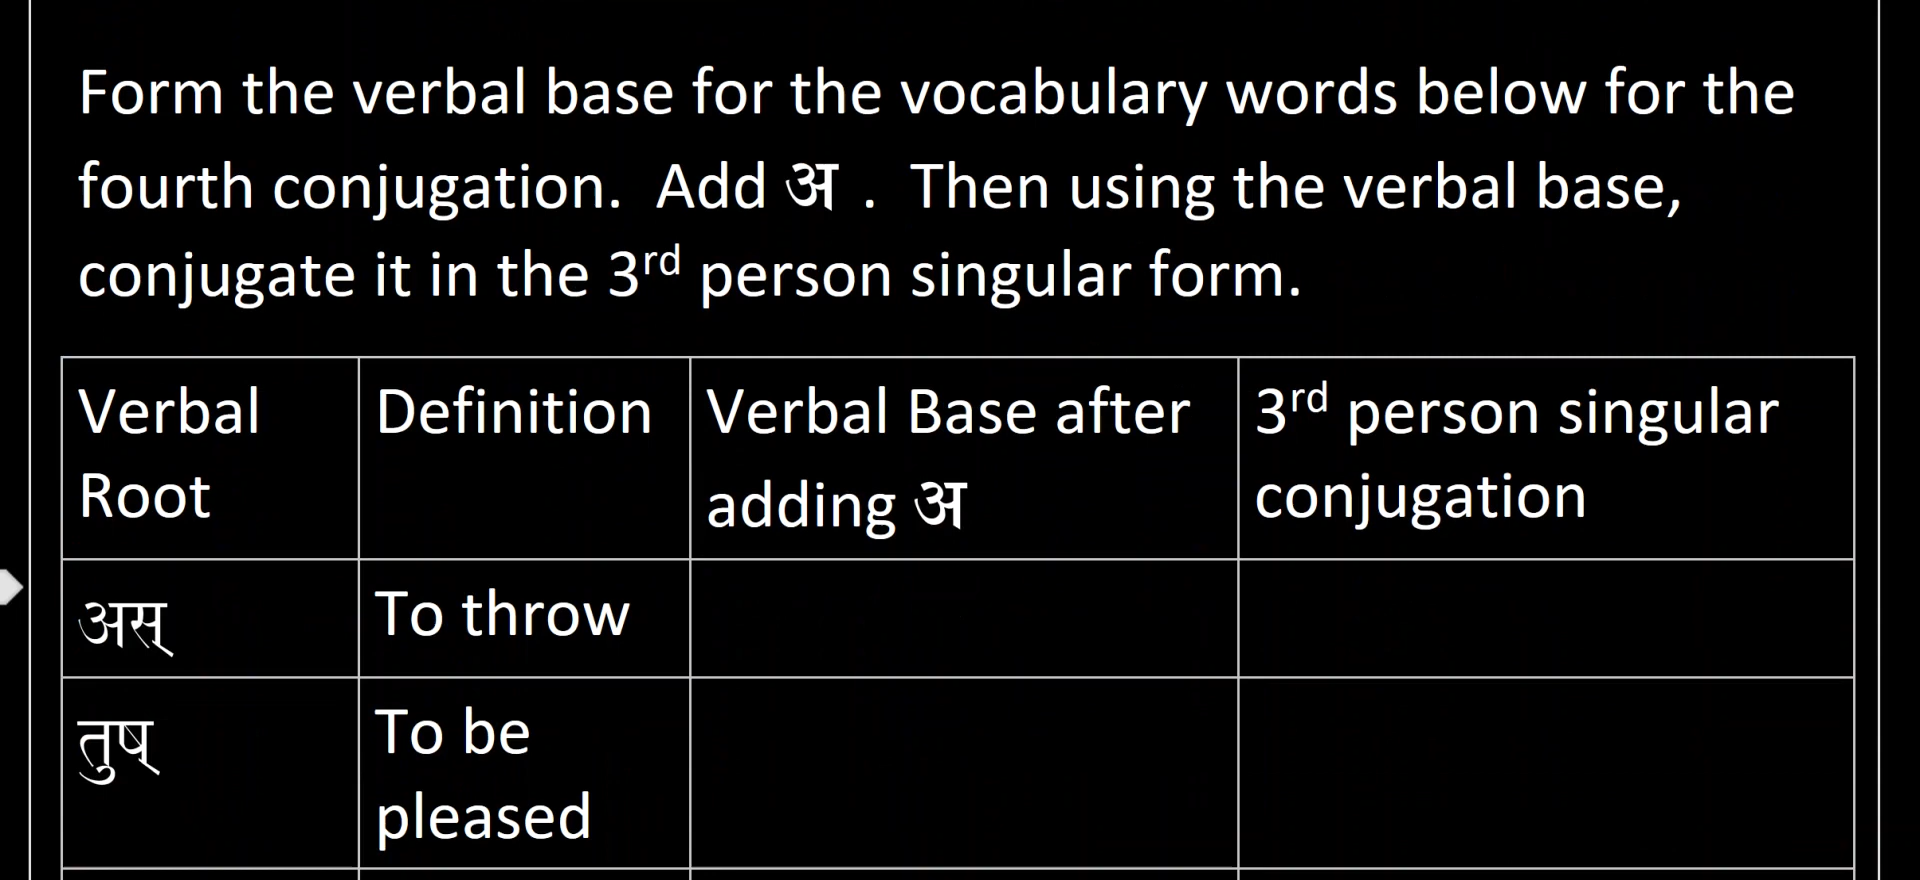 Form the verbal base for the vocabulary words below for the
fourth conjugation.  Add अ .  Then using the verbal base,
conjugate it in the 3rd person singular form.
Verbal Root
Definition
Verbal Base after adding अ
3rd person singular conjugation
अस्
To throw
तुष्
To be pleased